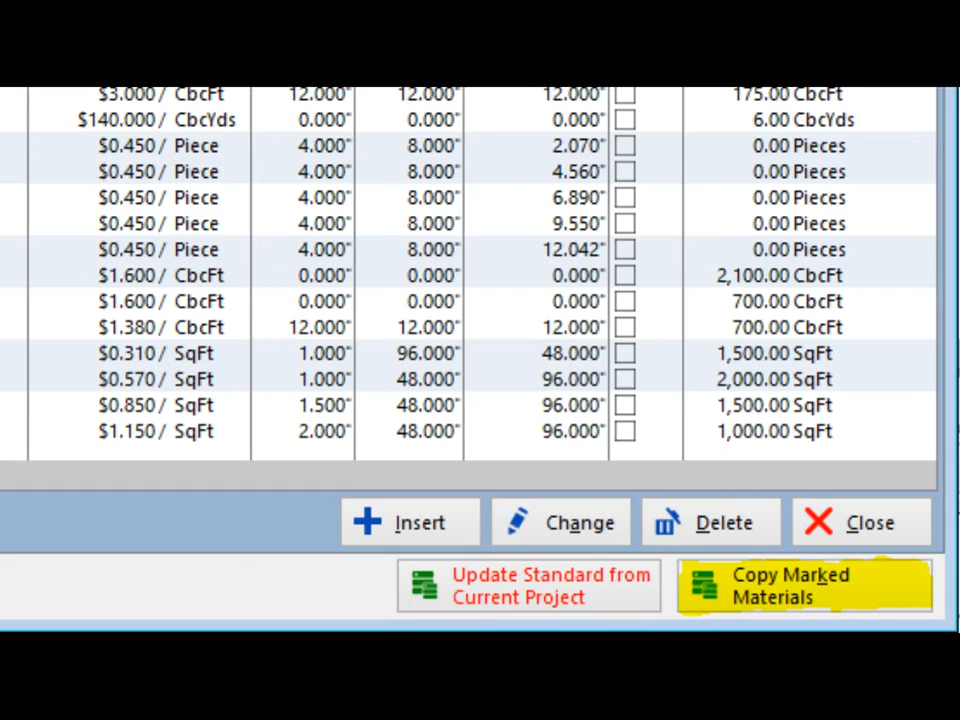 $3.000 / CbcFt 12.000" 12.000" 12.000" 175.00 CbcFt
$140.000 / CbcYds 0.000" 0.000" 0.000" 6.00 CbcYds
$0.450 / Piece 4.000" 8.000" 2.070" 0.00 Pieces
$0.450 / Piece 4.000" 8.000" 4.560" 0.00 Pieces
$0.450 / Piece 4.000" 8.000" 6.890" 0.00 Pieces
$0.450 / Piece 4.000" 8.000" 9.550" 0.00 Pieces
$0.450 / Piece 4.000" 8.000" 12.042" 0.00 Pieces
$1.600 / CbcFt 0.000" 0.000" 0.000" 2,100.00 CbcFt
$1.600 / CbcFt 0.000" 0.000" 0.000" 700.00 CbcFt
$1.380 / CbcFt 12.000" 12.000" 12.000" 700.00 CbcFt
$0.310 / SqFt 1.000" 96.000" 48.000" 1,500.00 SqFt
$0.570 / SqFt 1.000" 48.000" 96.000" 2,000.00 SqFt
$0.850 / SqFt 1.500" 48.000" 96.000" 1,500.00 SqFt
$1.150 / SqFt 2.000" 48.000" 96.000" 1,000.00 SqFt
Insert Change Delete Close
Update Standard from
Current Project
Copy Marked
Materials